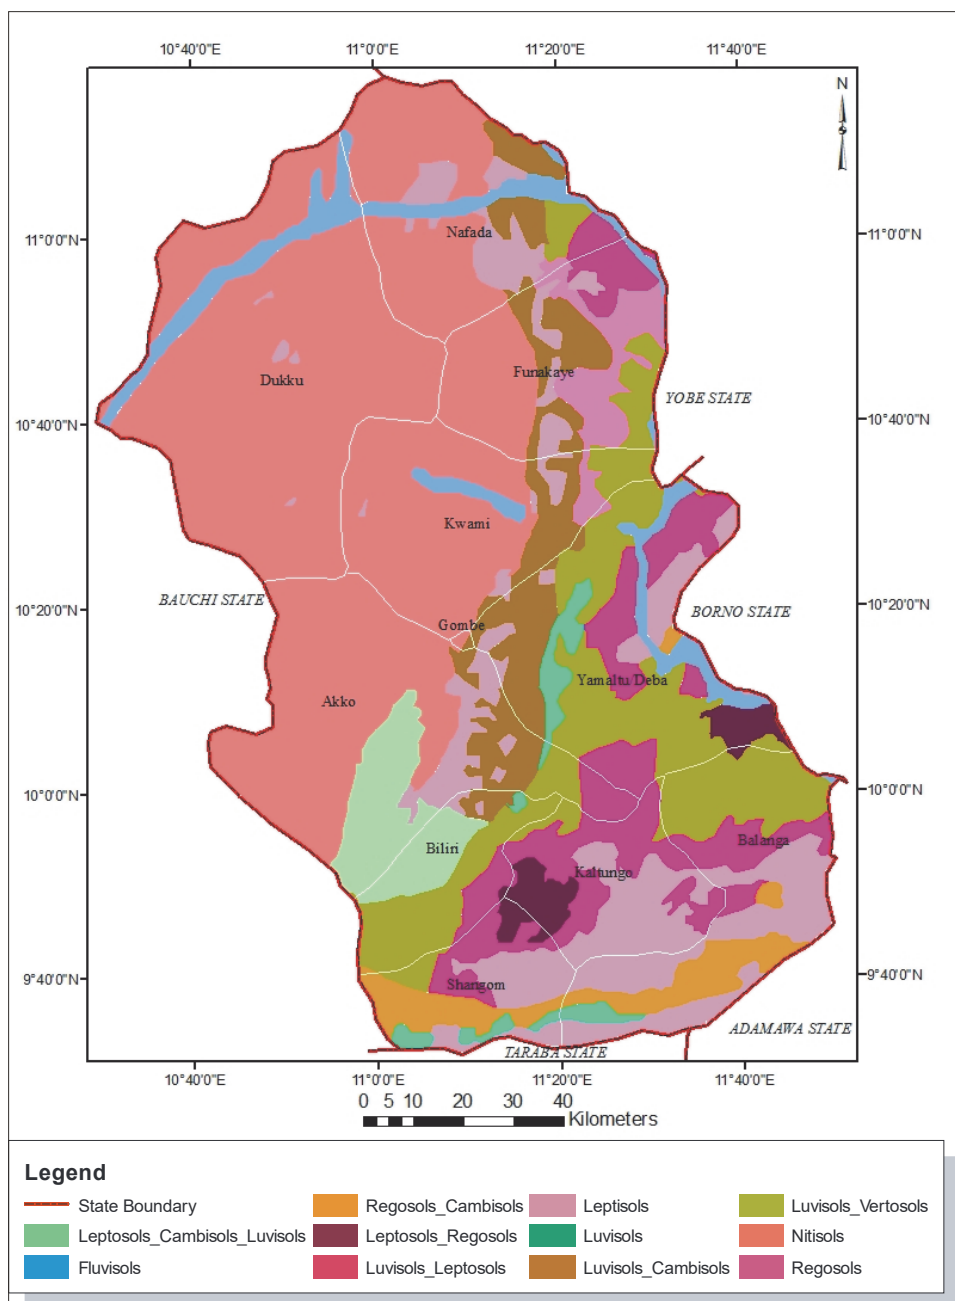 10°40'0"E 11°0'0"E 11°20'0"E 11°40'0"E
N
Nafada
11°0'0"N 11°0'0"N
Dukku
Funakaye
YOBE STATE
10°40'0"N 10°40'0"N
Kwami
BAUCHI STATE
BORNO STATE
10°20'0"N 10°20'0"N
Gombe
Yamaltu/Deba
Akko
10°0'0"N 10°0'0"N
Biliri
Balanga
Kaltungo
9°40'0"N 9°40'0"N
Shangom
ADAMAWA STATE
TARABA STATE
10°40'0"E 11°0'0"E 11°20'0"E 11°40'0"E
0 5 10 20 30 40
Kilometers
Legend
State Boundary Regosols_Cambisols Leptisols Luvisols_Vertosols
Leptosols_Cambisols_Luvisols Leptosols_Regosols Luvisols Nitisols
Fluvisols Luvisols_Leptosols Luvisols_Cambisols Regosols